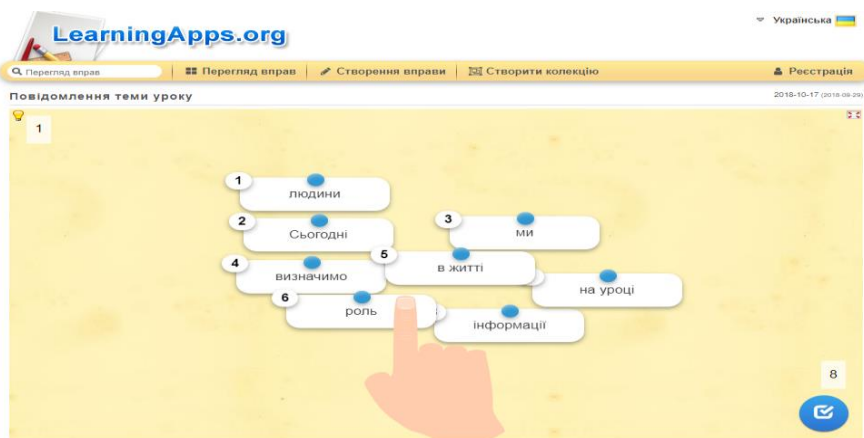 LearningApps.org
Українська
Перегляд вправ
Перегляд вправ
Створення вправи
Створити колекцію
Реєстрація
Повідомлення теми уроку
2018-10-17 (2018-09-29)
1
1
людини
2
Сьогодні
3
ми
4
визначимо
5
в житті
на уроці
6
роль
інформації
8